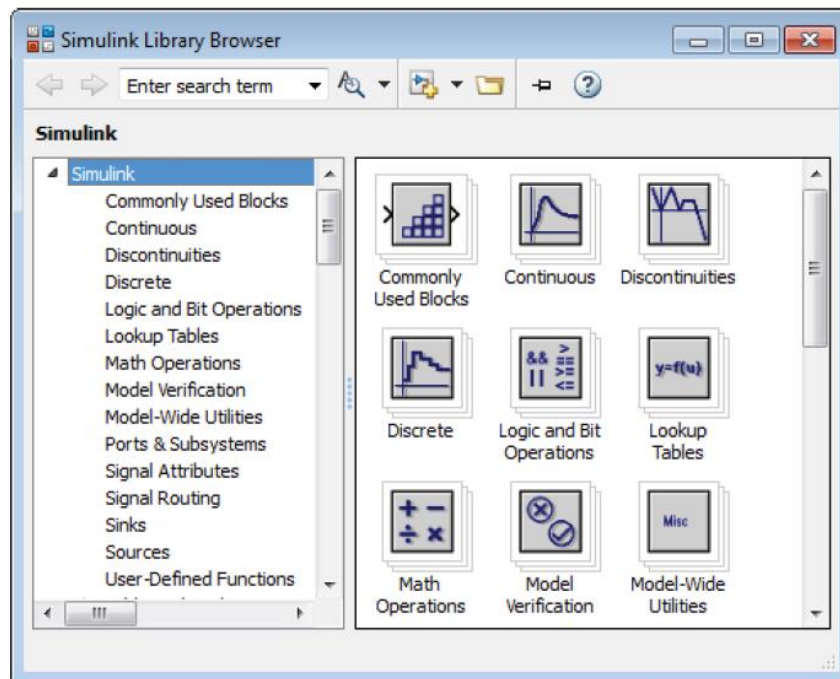 Simulink Library Browser
Enter search term
Simulink
Simulink
Commonly Used Blocks
Continuous
Discontinuities
Discrete
Logic and Bit Operations
Lookup Tables
Math Operations
Model Verification
Model-Wide Utilities
Ports & Subsystems
Signal Attributes
Signal Routing
Sinks
Sources
User-Defined Functions
Commonly
Used Blocks
Continuous
Discontinuities
&& >
==
|| >=
<=
y=f(u)
Discrete
Logic and Bit
Operations
Lookup
Tables
+ −
÷ ×
Misc
Math
Operations
Model
Verification
Model-Wide
Utilities